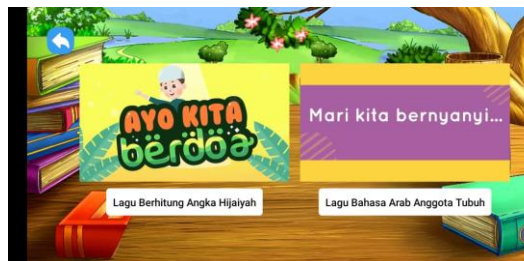 AYO KITA
berdoa
Mari kita bernyanyi...
Lagu Berhitung Angka Hijaiyah
Lagu Bahasa Arab Anggota Tubuh